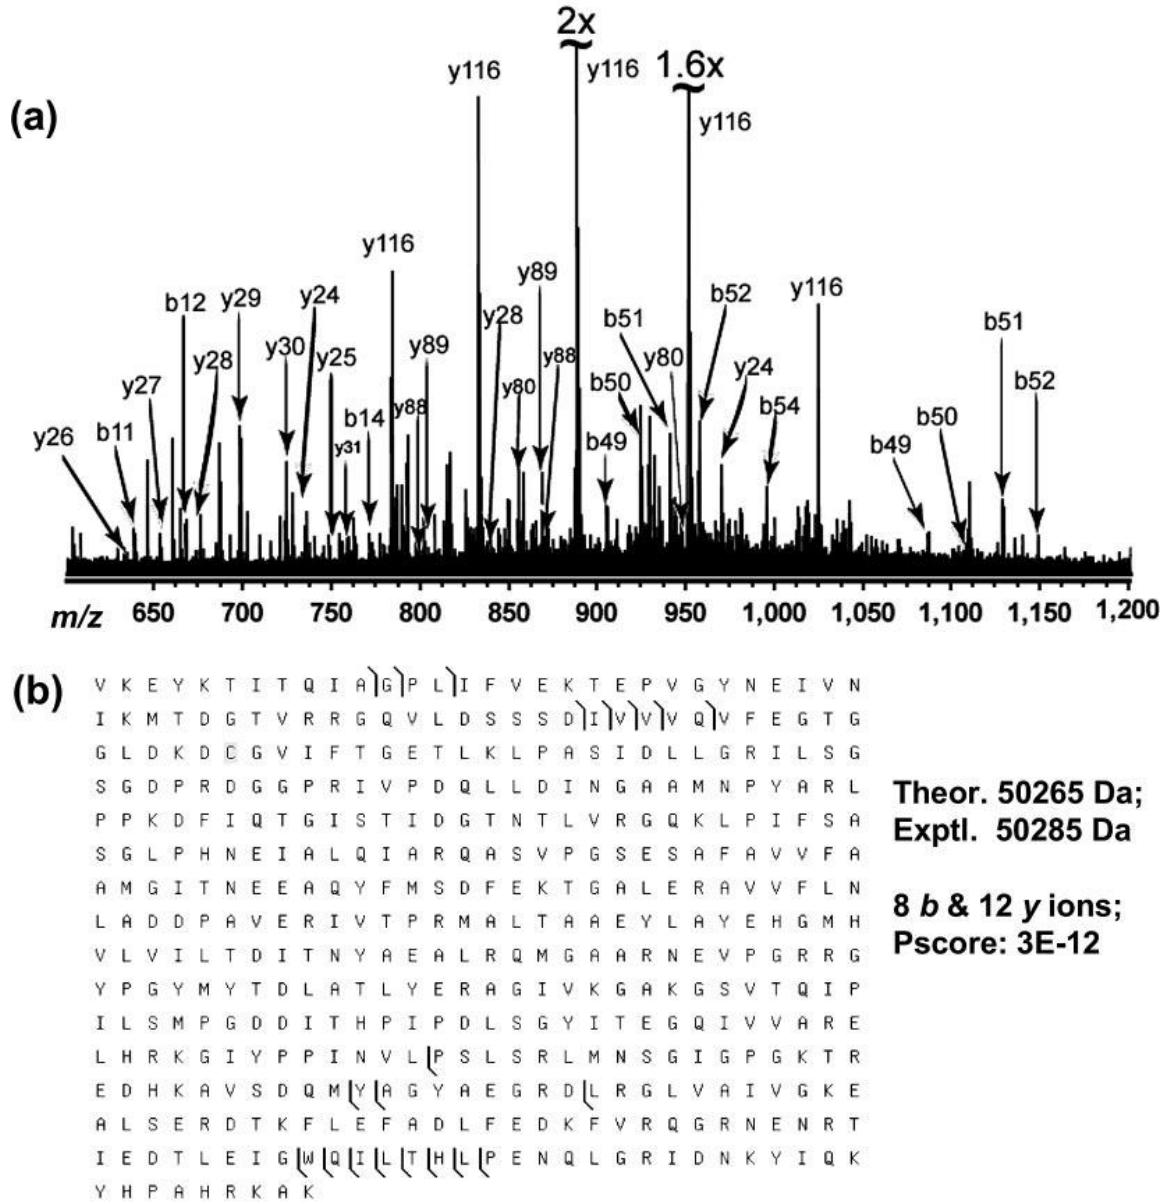 (a)
2x
y116
y116
1.6x
y116
y116
b12
y29
y24
y30
y28
y27
y25
y26
b11
b14
y31
y88
y89
y28
y89
y80
y88
b51
b50
y80
b49
b52
y116
y24
b54
b51
b52
b50
b49
m/z 650 700 750 800 850 900 950 1,000 1,050 1,100 1,150 1,200
(b)
V K E Y K T I T Q I A G P L I F V E K T E P V G Y N E I V N
I K M T D G T V R R G Q V L D S S S D I V V V Q V F E G T G
G L D K D C G V I F T G E T L K L P A S I D L L G R I L S G
S G D P R D G G P R I V P D Q L L D I N G A A M N P Y A R L
P P K D F I Q T G I S T I D G T N T L V R G Q K L P I F S A
S G L P H N E I A L Q I A R Q A S V P G S E S A F A V V F A
A M G I T N E E A Q Y F M S D F E K T G A L E R A V V F L N
L A D D P A V E R I V T P R M A L T A A E Y L A Y E H G M H
V L V I L T D I T N Y A E A L R Q M G A A R N E V P G R R G
Y P G Y M Y T D L A T L Y E R A G I V K G A K G S V T Q I P
I L S M P G D D I T H P I P D L S G Y I T E G Q I V V A R E
L H R K G I Y P P I N V L P S L S R L M N S G I G P G K T R
E D H K A V S D Q M Y A G Y A E G R D L R G L V A I V G K E
A L S E R D T K F L E F A D L F E D K F V R Q G R N E N R T
I E D T L E I G W Q I L T H L P E N Q L G R I D N K Y I Q K
Y H P A H R K A K
Theor. 50265 Da;
Exptl. 50285 Da
8 b & 12 y ions;
Pscore: 3E-12